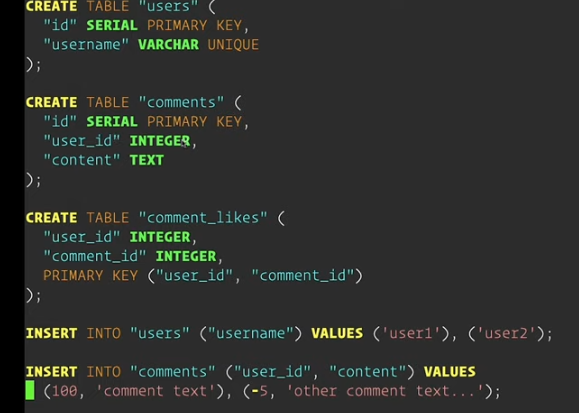 CREATE TABLE "users" (
"id" SERIAL PRIMARY KEY,
"username" VARCHAR UNIQUE
);
CREATE TABLE "comments" (
"id" SERIAL PRIMARY KEY,
"user_id" INTEGER,
"content" TEXT
);
CREATE TABLE "comment_likes" (
"user_id" INTEGER,
"comment_id" INTEGER,
PRIMARY KEY ("user_id", "comment_id")
);
INSERT INTO "users" ("username") VALUES ('user1'), ('user2');
INSERT INTO "comments" ("user_id", "content") VALUES
(100, 'comment text'), (-5, 'other comment text...');